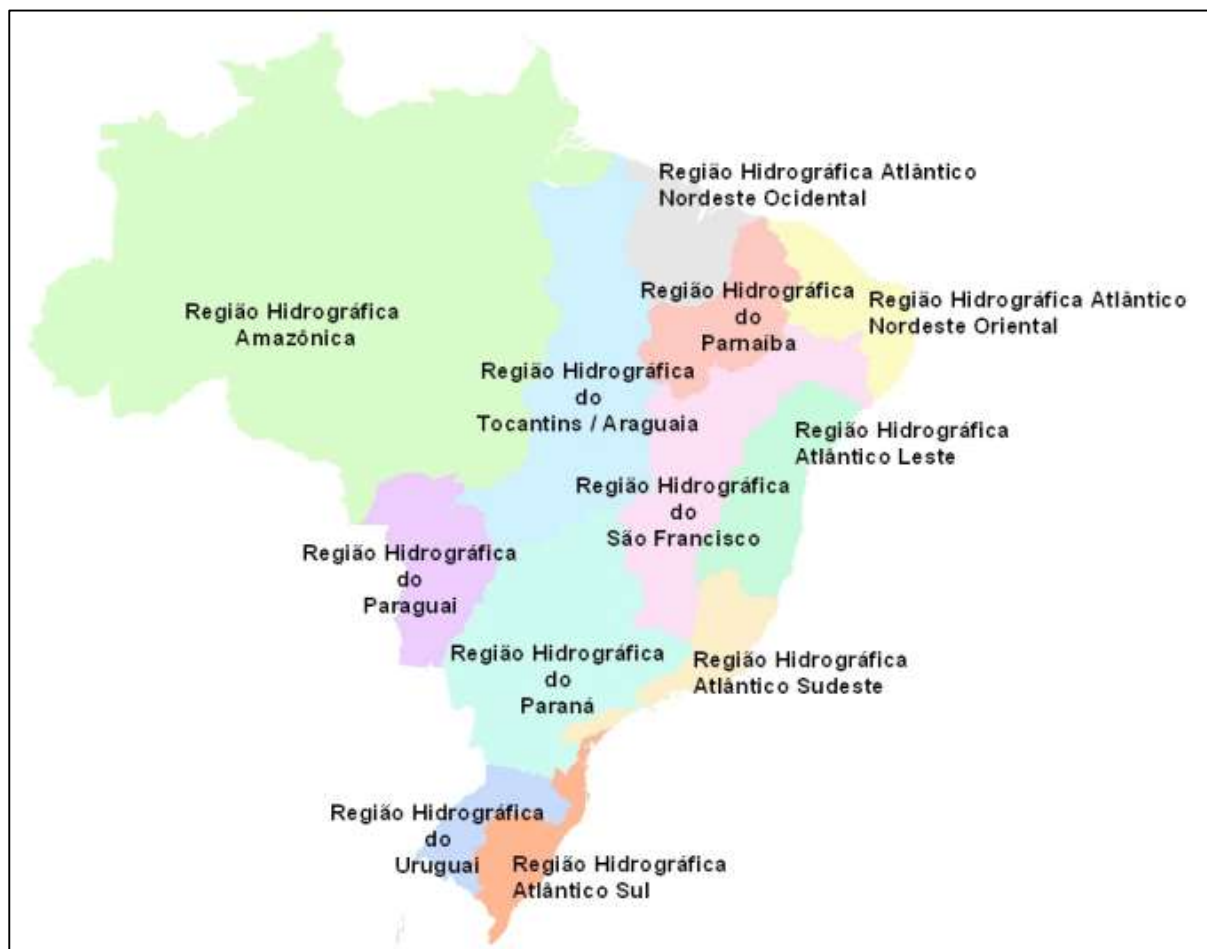 Região Hidrográfica Atlântico
Nordeste Ocidental
Região Hidrográfica
Amazônica
Região Hidrográfica
do
Parnaíba
Região Hidrográfica Atlântico
Nordeste Oriental
Região Hidrográfica
do
Tocantins / Araguaia
Região Hidrográfica
Atlântico Leste
Região Hidrográfica
do
São Francisco
Região Hidrográfica
do
Paraguai
Região Hidrográfica
do
Paraná
Região Hidrográfica
Atlântico Sudeste
Região Hidrográfica
do
Uruguai
Região Hidrográfica
Atlântico Sul